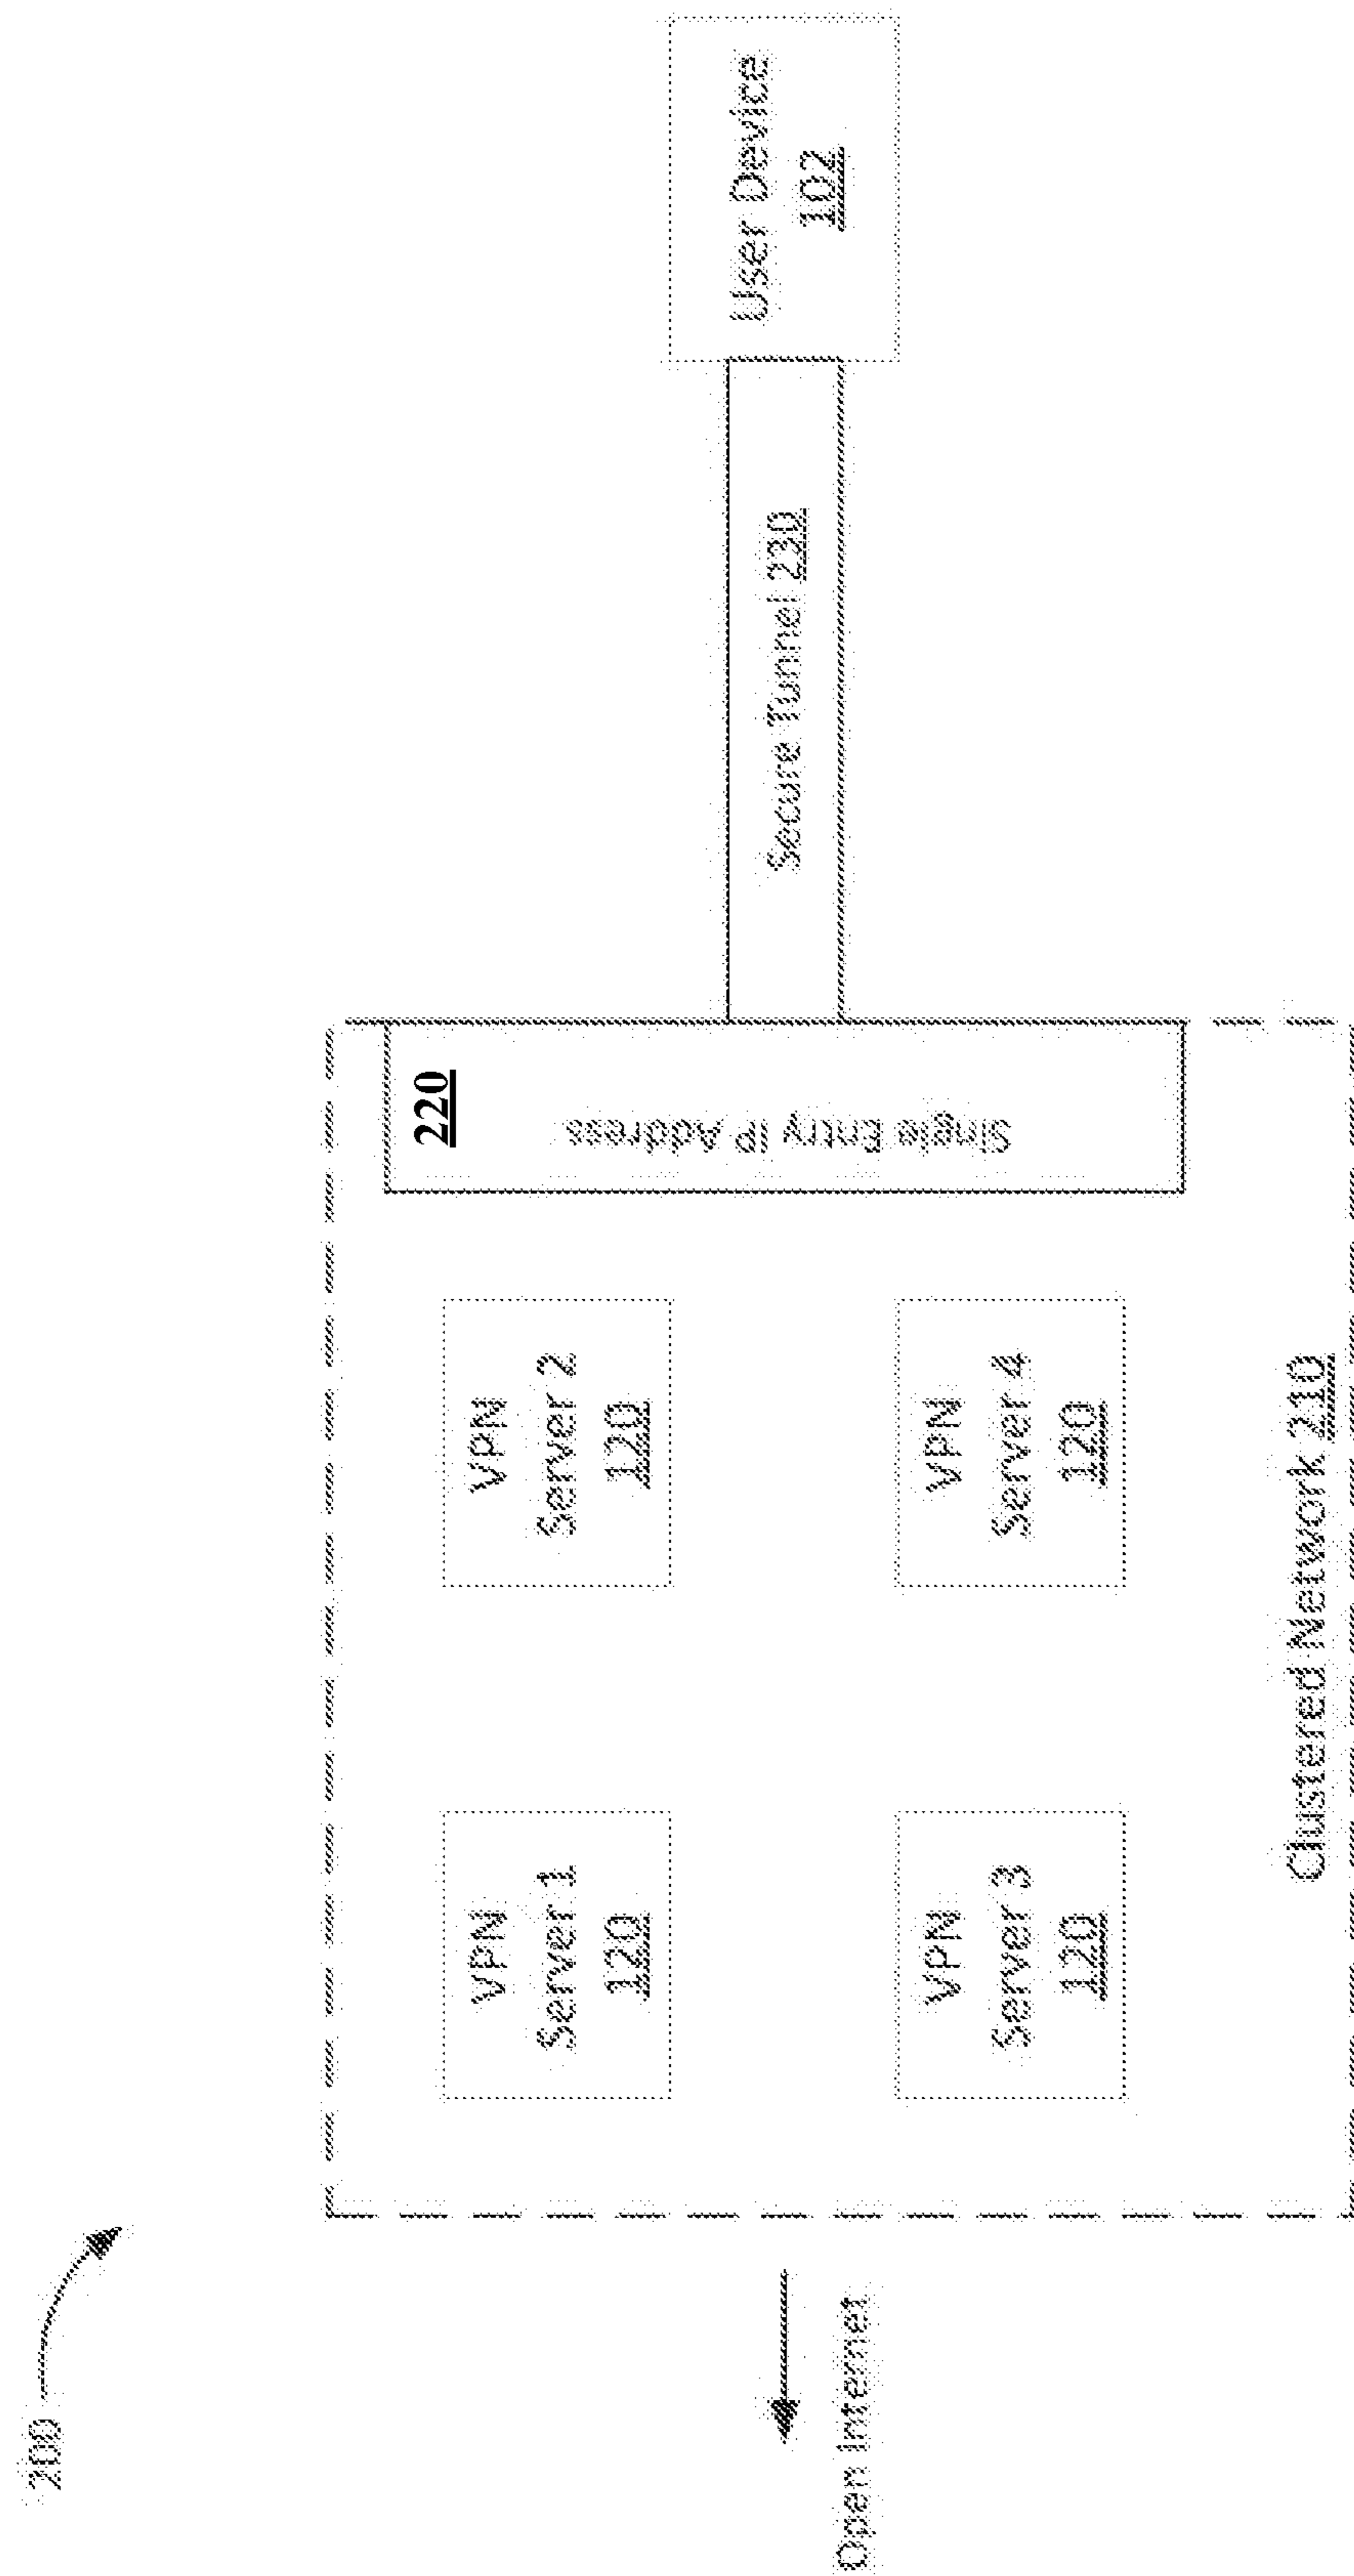 200
Open Internet
VPN
Server 1
120
VPN
Server 2
120
VPN
Server 3
120
VPN
Server 4
120
Clustered Network 210
220
Single Entry IP Address
Secure Tunnel 230
User Device
102